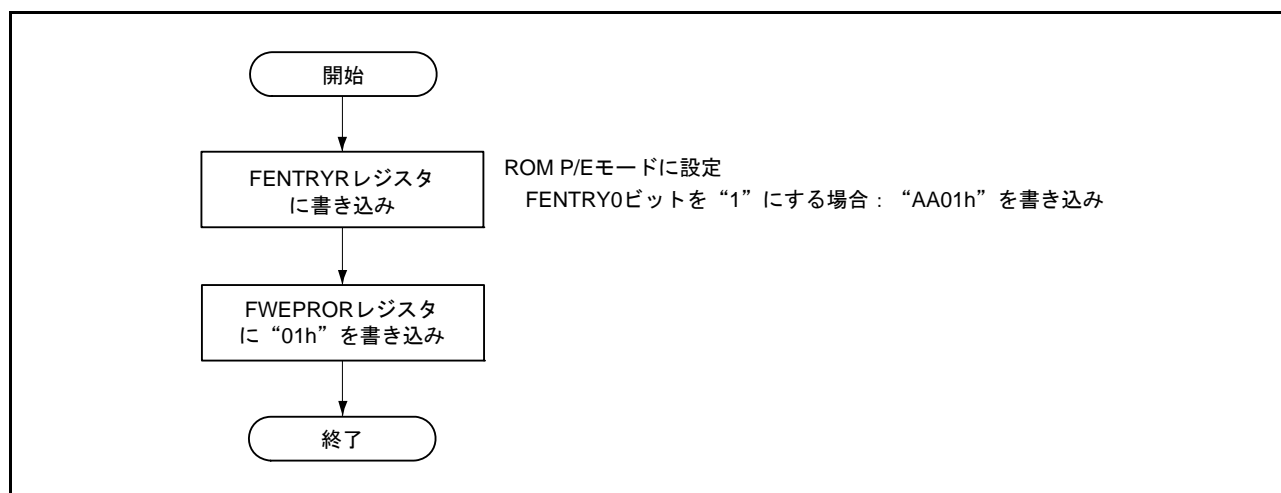 開始
FENTRYRレジスタ
に書き込み
ROM P/Eモードに設定
FENTRY0ビットを“1”にする場合：“AA01h”を書き込み
FWEPRORレジスタ
に“01h”を書き込み
終了